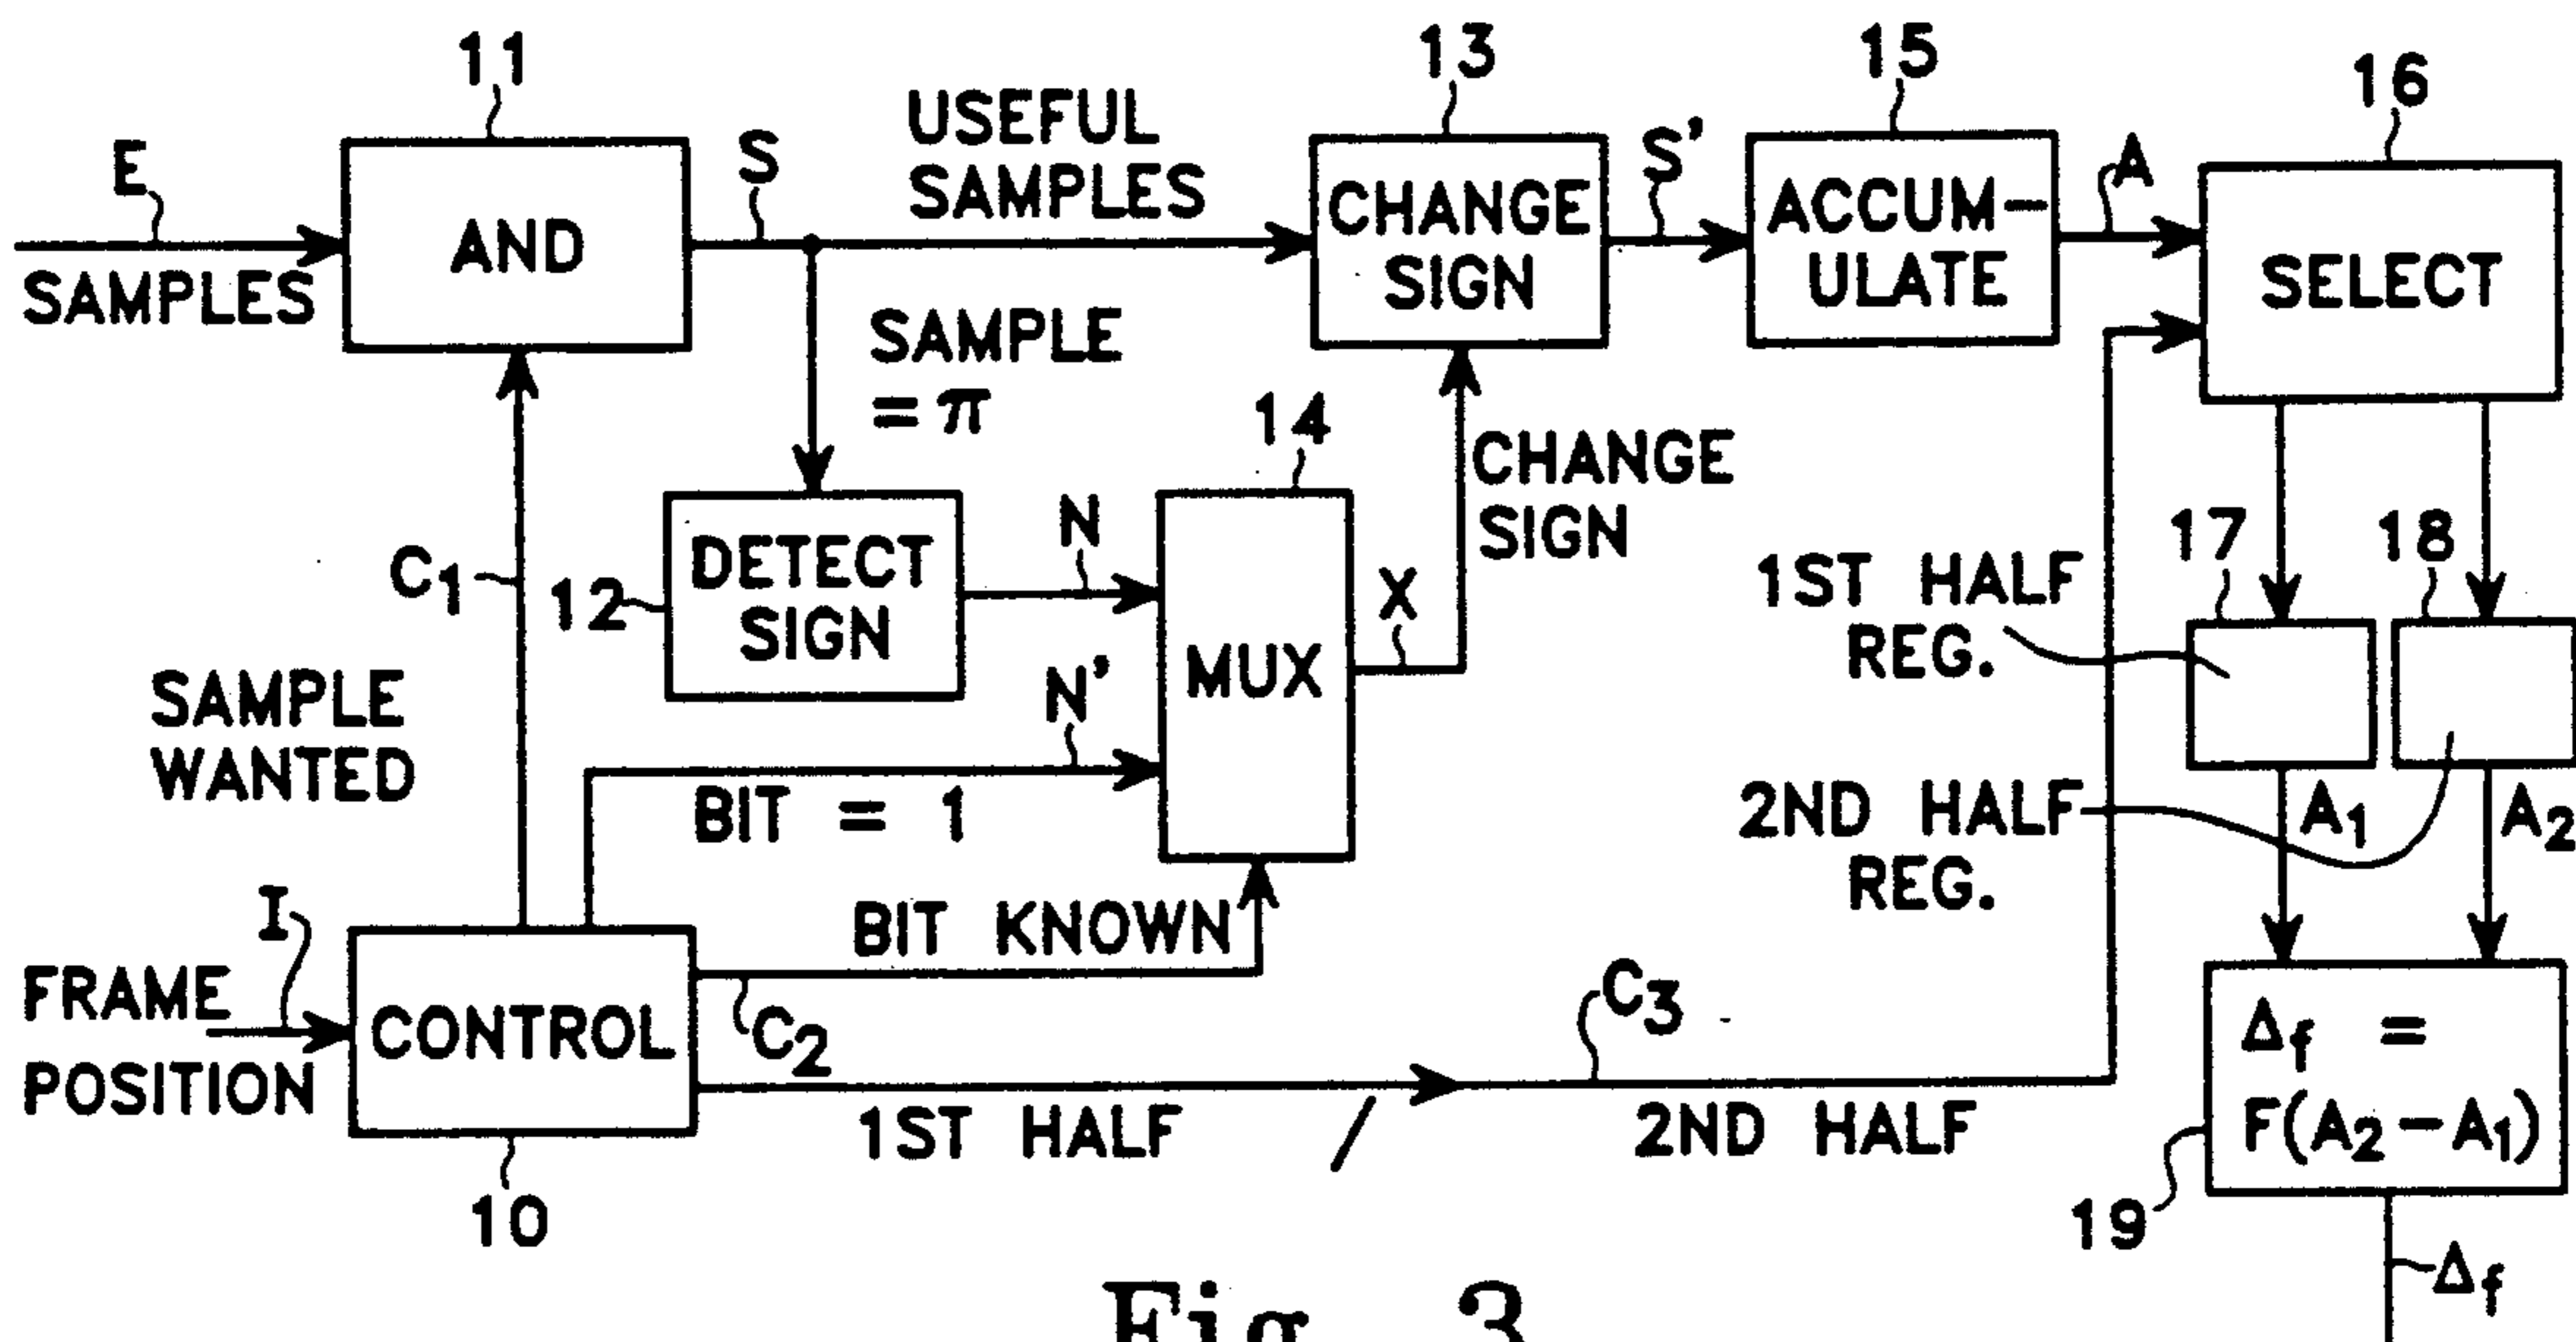 11
13
15
16
E
SAMPLES
AND
S
USEFUL
SAMPLES
CHANGE
SIGN
S'
ACCUM-
ULATE
A
SELECT
SAMPLE
= π
C1
12
DETECT
SIGN
N
N'
14
MUX
X
CHANGE
SIGN
17
18
1ST HALF
REG.
SAMPLE
WANTED
BIT = 1
2ND HALF
REG.
A1
A2
I
FRAME
POSITION
CONTROL
BIT KNOWN
C2
C3
1ST HALF / 2ND HALF
10
Δf =
F(A2-A1)
19
Δf
Fig. 3